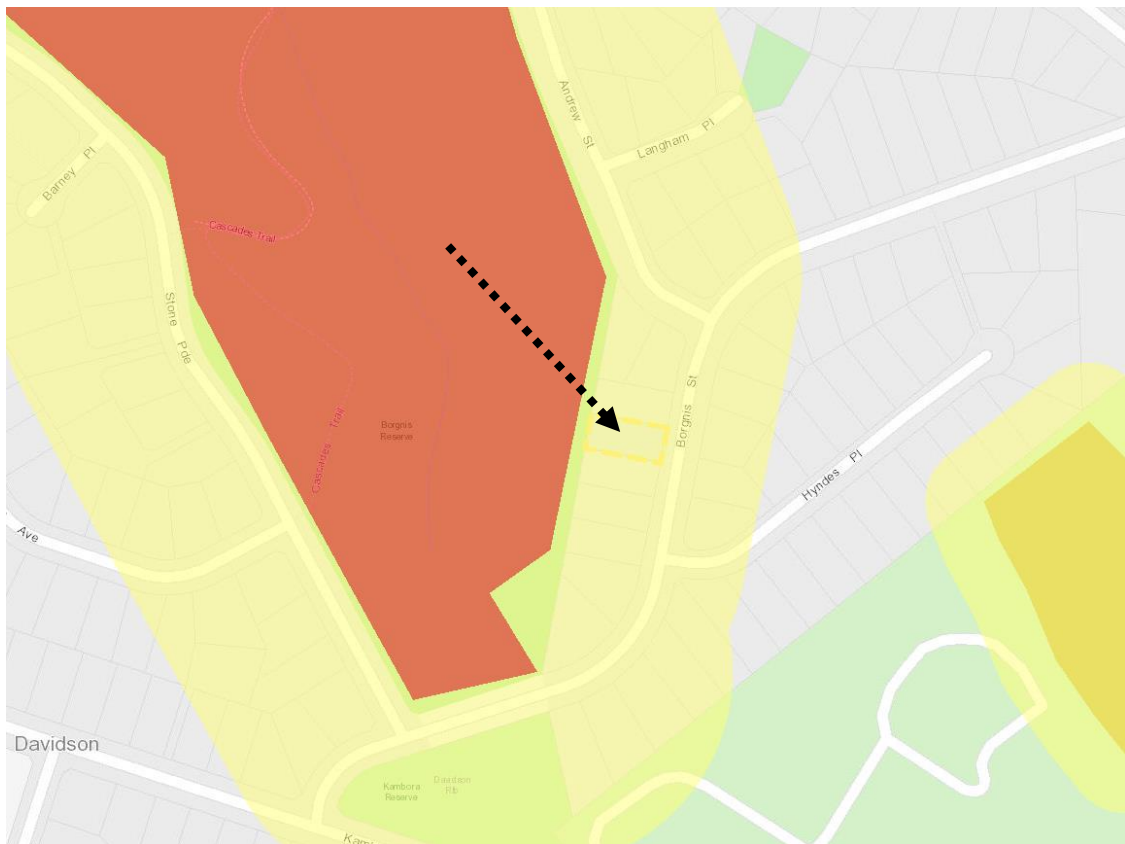 Andrew St
Langham Pl
Barney Pl
Cascades Trail
Stone Pde
Borgnis St
Borgnis
Reserve
Cascades Trail
Hyndes Pl
Ave
Davidson
Kambora
Reserve
Davidson